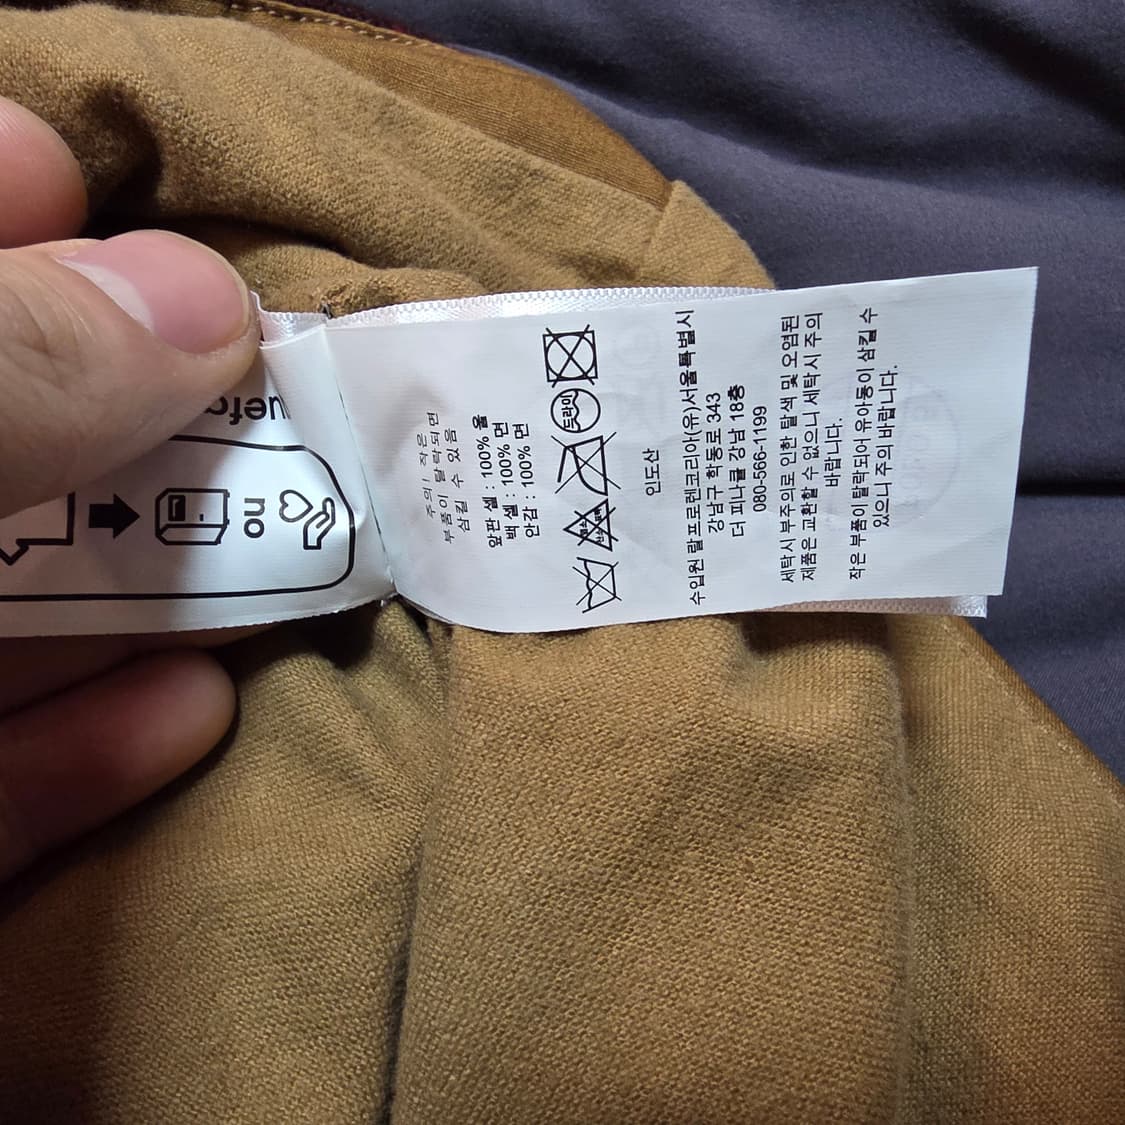 주의! 작은
부품이 탈락되면
삼킬 수 있음
앞판 셀 : 100% 울
백 셀 : 100% 면
안감 : 100% 면
드라이
인도산
수입원 랄프로렌코리아(유)서울특별시
강남구 학동로 343
더 피나클 강남 18층
080-566-1199
세탁시 부주의로 인한 탈색 및 오염된
제품은 교환할 수 없으니 세탁시 주의
바랍니다.
작은 부품이 탈락되어 유아동이 삼킬 수
있으니 주의 바랍니다.
no